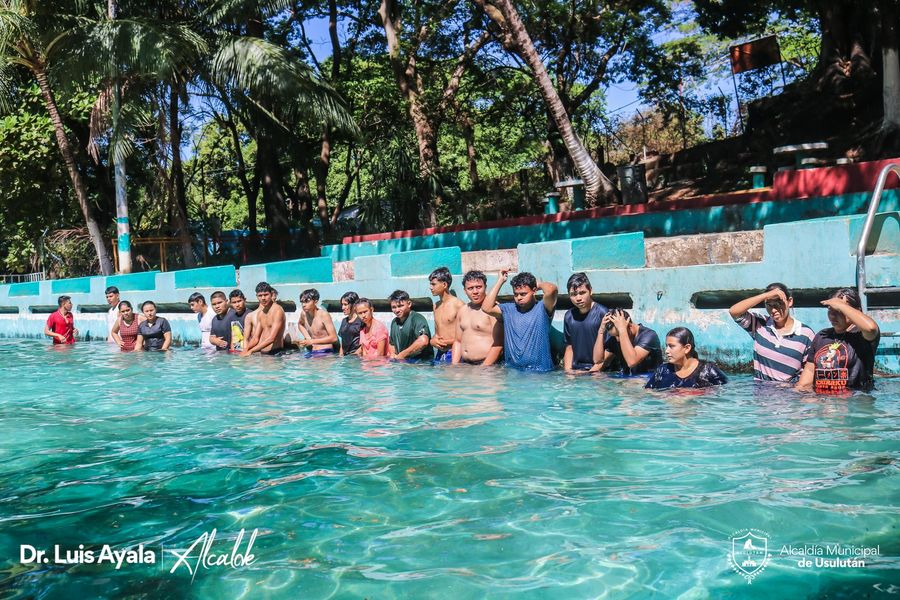 Dr. Luis Ayala | Alcalde
Alcaldía Municipal
de Usulután